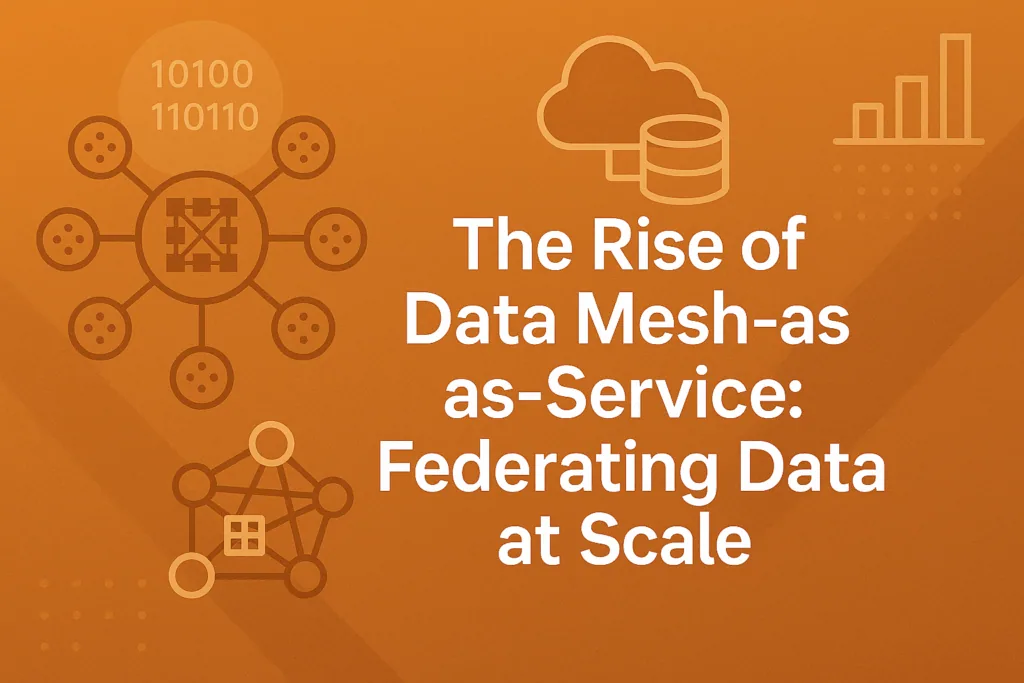 10100
110110
The Rise of
Data Mesh-as
as-Service:
Federating Data
at Scale